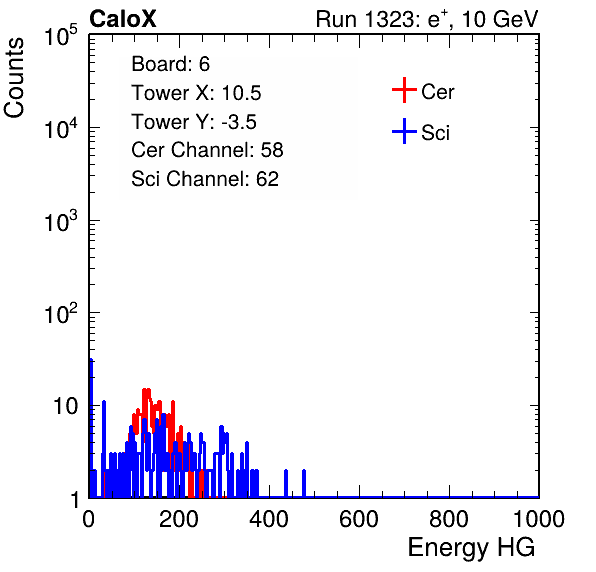 CaloX Run 1323: e⁺, 10 GeV
Counts
10⁵
10⁴
10³
10²
10
1
Board: 6
Tower X: 10.5
Tower Y: -3.5
Cer Channel: 58
Sci Channel: 62
Cer
Sci
0 200 400 600 800 1000
Energy HG